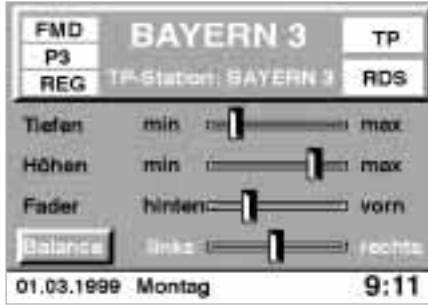 FMD
BAYERN 3
TP
P3
REG
TP-Station: BAYERN 3
RDS
Tiefen min max
Höhen min max
Fader hinten vorn
Balance links rechts
01.03.1999 Montag 9:11